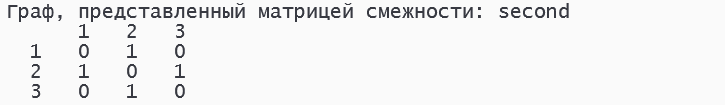 Граф, представленный матрицей смежности: second
1 2 3
1 0 1 0
2 1 0 1
3 0 1 0